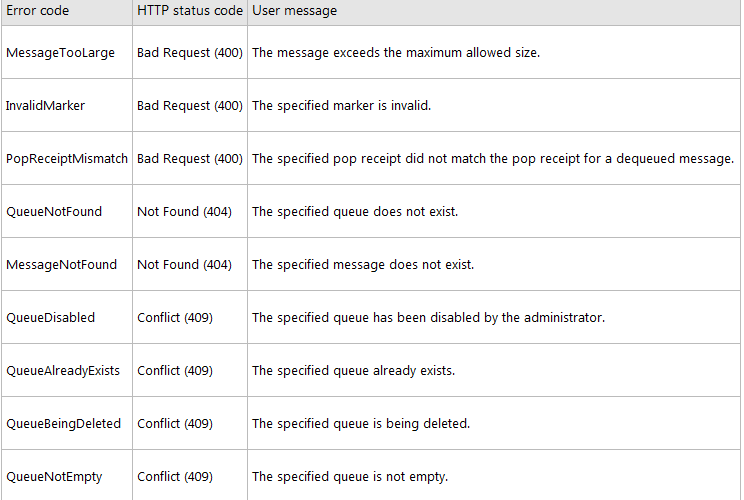 Error code HTTP status code User message
MessageTooLarge Bad Request (400) The message exceeds the maximum allowed size.
InvalidMarker Bad Request (400) The specified marker is invalid.
PopReceiptMismatch Bad Request (400) The specified pop receipt did not match the pop receipt for a dequeued message.
QueueNotFound Not Found (404) The specified queue does not exist.
MessageNotFound Not Found (404) The specified message does not exist.
QueueDisabled Conflict (409) The specified queue has been disabled by the administrator.
QueueAlreadyExists Conflict (409) The specified queue already exists.
QueueBeingDeleted Conflict (409) The specified queue is being deleted.
QueueNotEmpty Conflict (409) The specified queue is not empty.